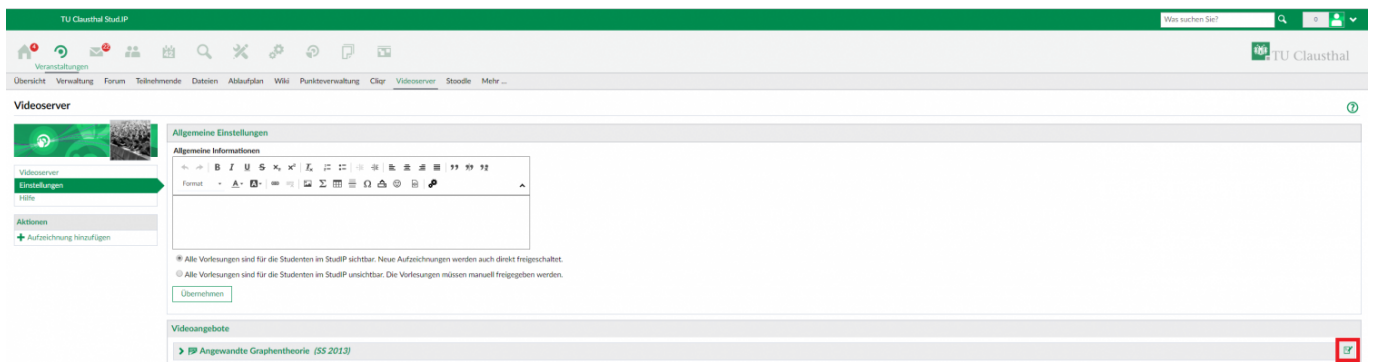 TU Clausthal Stud.IP
Was suchen Sie?
0
4
22
Veranstaltungen
TU Clausthal
Übersicht Verwaltung Forum Teilnehmende Dateien Ablaufplan Wiki Punkteverwaltung Cliqr Videoserver Stoodle Mehr ...
Videoserver
Videoserver
Einstellungen
Hilfe
Aktionen
Aufzeichnung hinzufügen
Allgemeine Einstellungen
Allgemeine Informationen
Format
Alle Vorlesungen sind für die Studenten im StudIP sichtbar. Neue Aufzeichnungen werden auch direkt freigeschaltet.
Alle Vorlesungen sind für die Studenten im StudIP unsichtbar. Die Vorlesungen müssen manuell freigegeben werden.
Übernehmen
Videoangebote
Angewandte Graphentheorie (SS 2013)